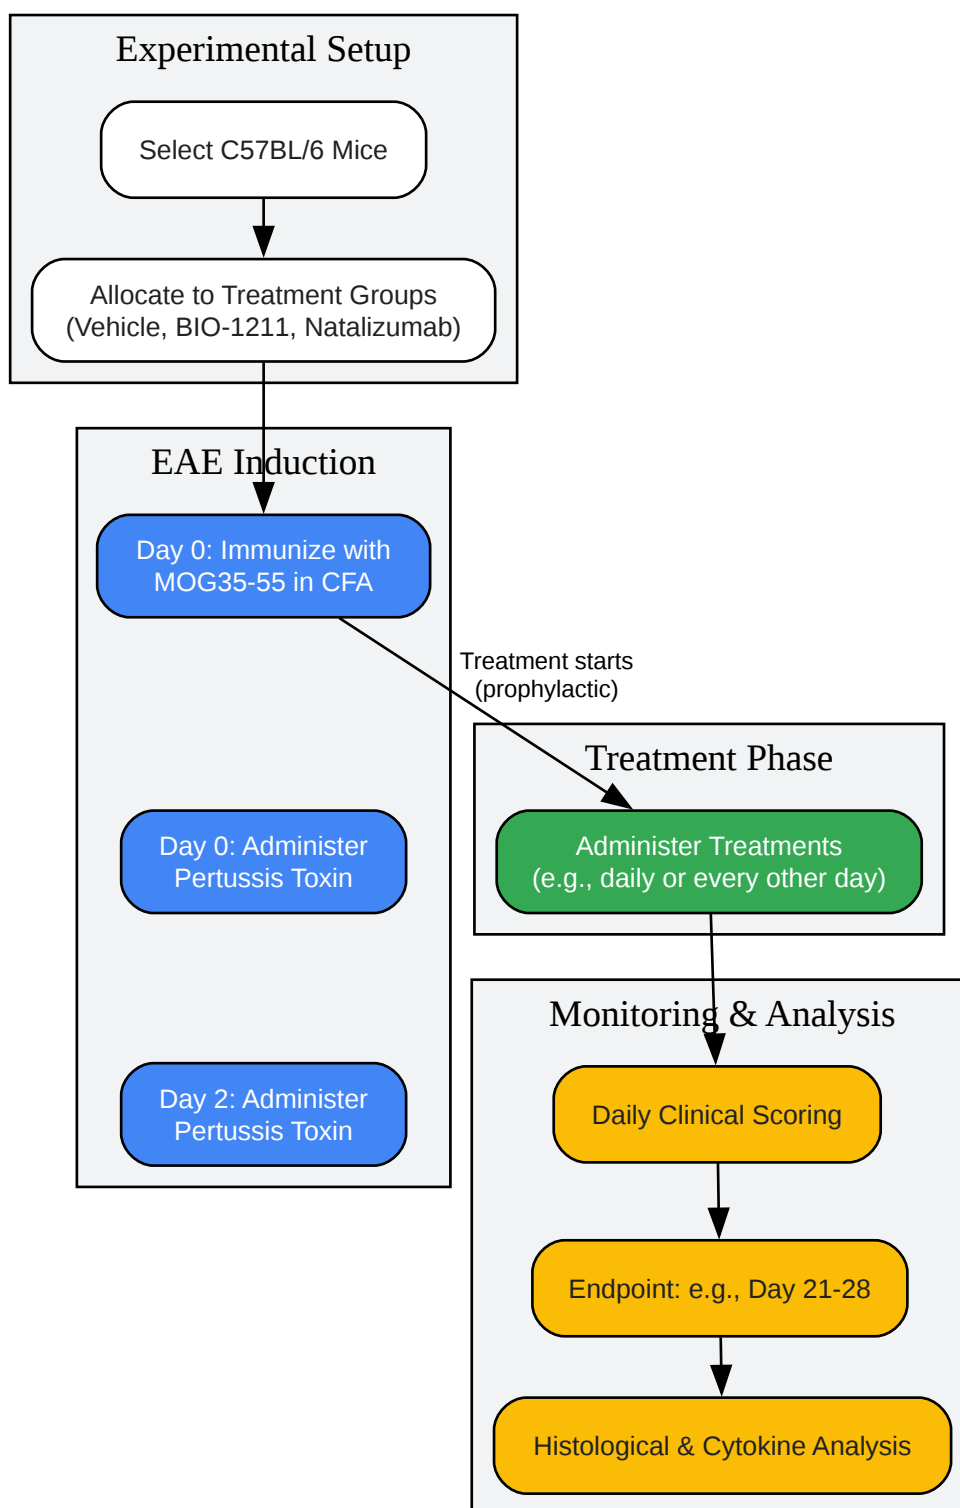 Experimental Setup
Select C57BL/6 Mice
Allocate to Treatment Groups
(Vehicle, BIO-1211, Natalizumab)
EAE Induction
Day 0: Immunize with
MOG35-55 in CFA
Treatment starts
(prophylactic)
Treatment Phase
Day 0: Administer
Pertussis Toxin
Administer Treatments
(e.g., daily or every other day)
Monitoring & Analysis
Day 2: Administer
Pertussis Toxin
Daily Clinical Scoring
Endpoint: e.g., Day 21-28
Histological & Cytokine Analysis